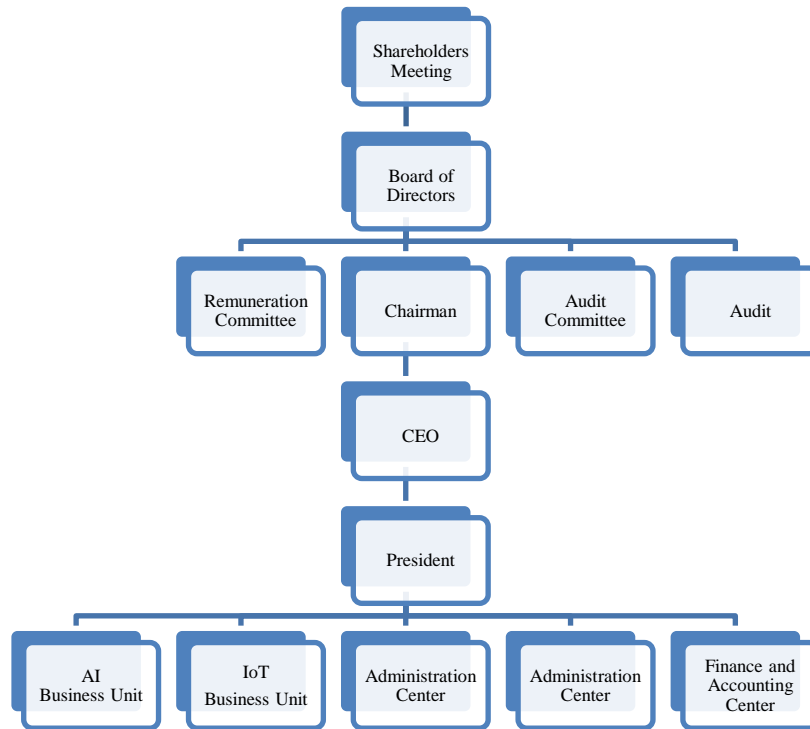 Shareholders
Meeting
Board of
Directors
Remuneration
Committee
Chairman
Audit
Committee
Audit
CEO
President
AI
Business Unit
IoT
Business Unit
Administration
Center
Administration
Center
Finance and
Accounting
Center